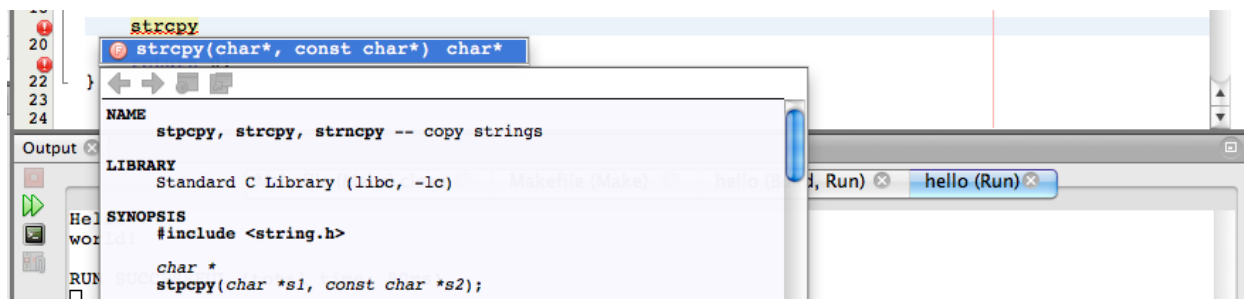 strcpy
20
strcpy(char*, const char*) char*
22 }
23
24
NAME
stpcpy, strcpy, strncpy -- copy strings
Output
LIBRARY
Standard C Library (libc, -lc)
Makefile (Make)
hello (Build, Run)
hello (Run)
SYNOPSIS
#include <string.h>
char *
stpcpy(char *s1, const char *s2);
Hel
world!
RUN SUCC